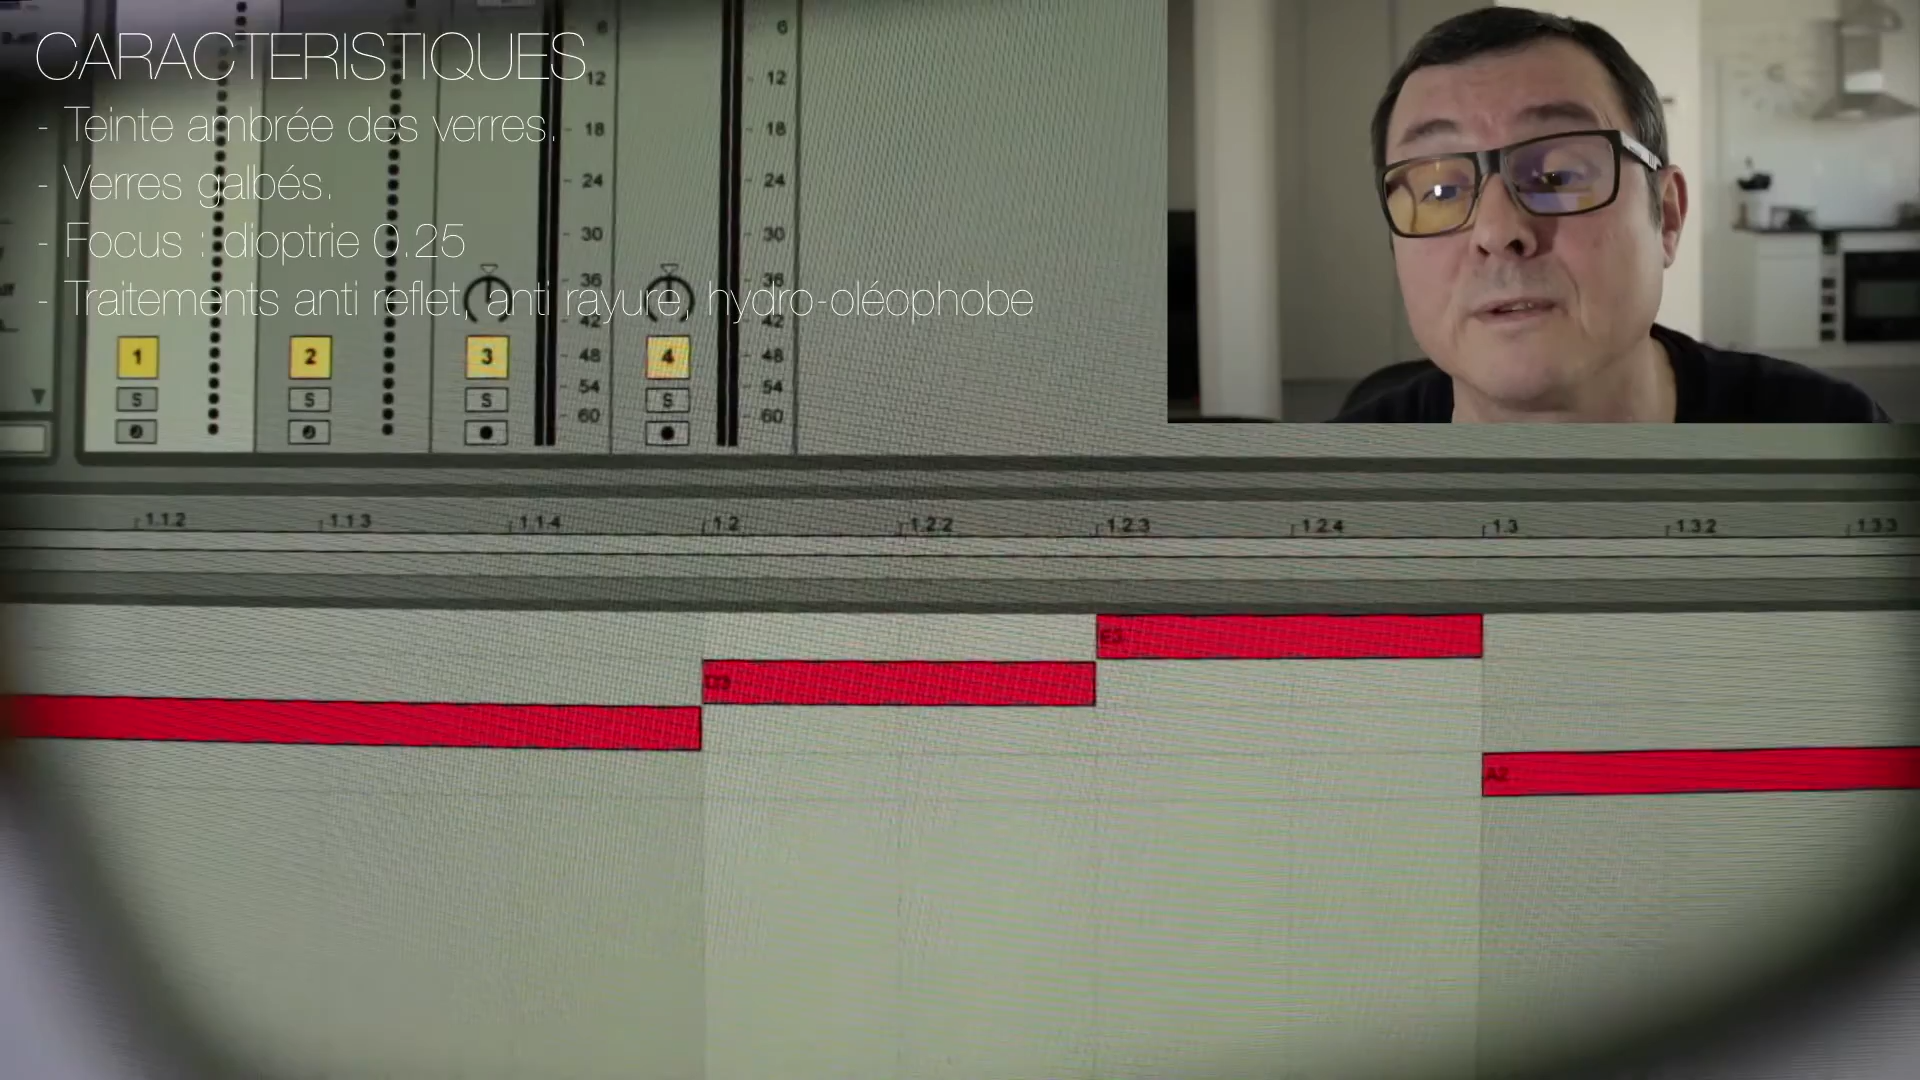 CARACTERISTIQUES
- Teinte ambrée des verres.
- Verres galbés.
- Focus : dioptrie 0.25
- Traitements anti reflet, anti rayure, hydro-oléophobe
6 6
12 12
18 18
24 24
30 30
36 36
42 42
48 48
54 54
60 60
1 2 3 4
S S S S
1.1.2 1.1.3 1.1.4 1.2 1.2.2 1.2.3 1.2.4 1.3 1.3.2 1.3.3
E3
D3
A2